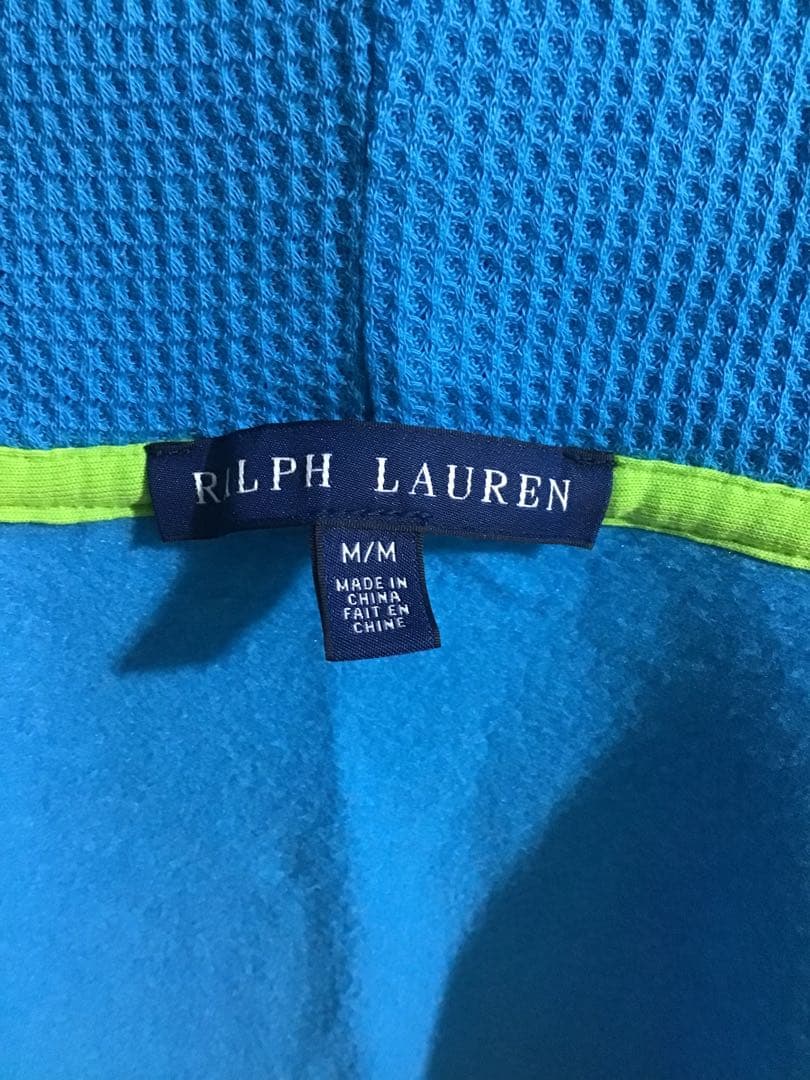 RALPH LAUREN
M/M
MADE IN
CHINA
FAIT EN
CHINE